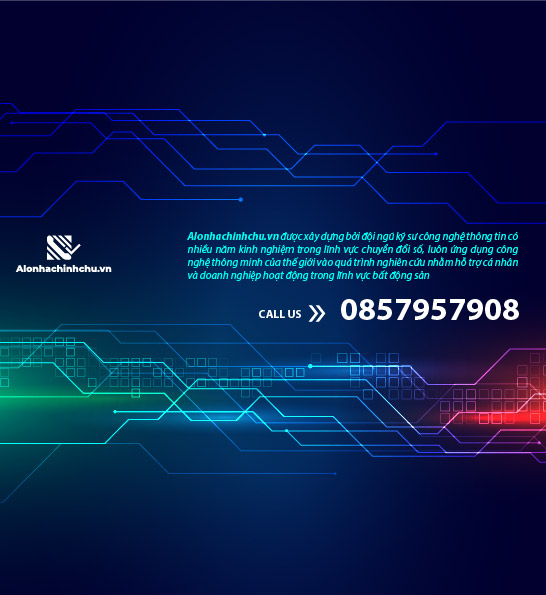 Alonhachinhchu.vn
Alonhachinhchu.vn được xây dựng bởi đội ngũ kỹ sư công nghệ thông tin có
nhiều năm kinh nghiệm trong lĩnh vực chuyển đổi số, luôn ứng dụng công
nghệ thông minh của thế giới vào quá trình nghiên cứu nhằm hỗ trợ cá nhân
và doanh nghiệp hoạt động trong lĩnh vực bất động sản
CALL US » 0857957908